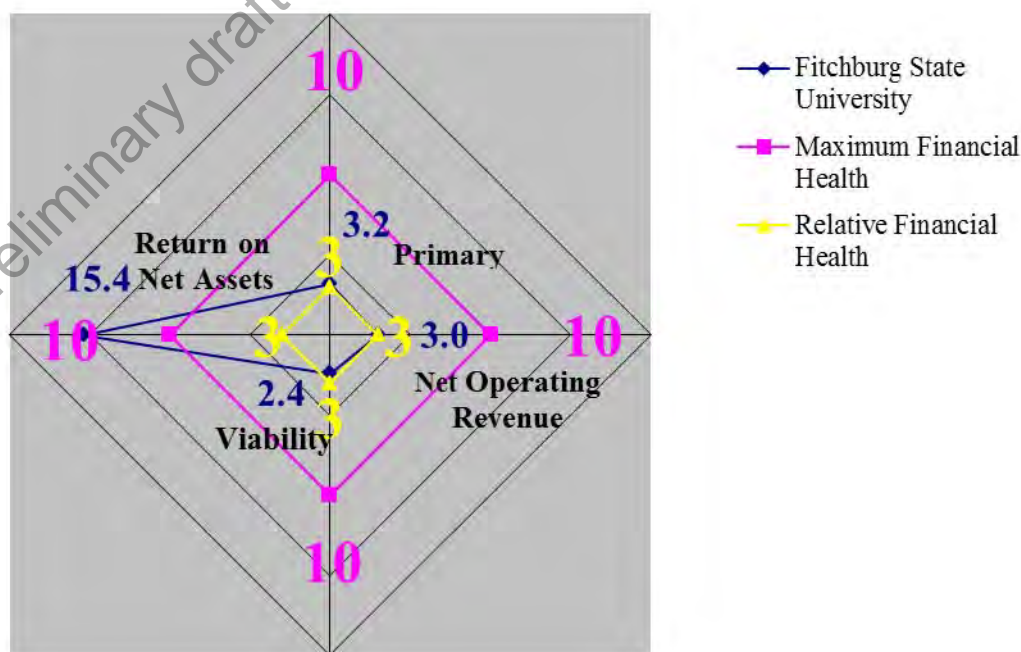 preliminary draft
10
3.2
Primary
3
Return on
Net Assets
15.4
10
3
3
3.0
10
Net Operating
Revenue
2.4
3
Viability
10
Fitchburg State
University
Maximum Financial
Health
Relative Financial
Health